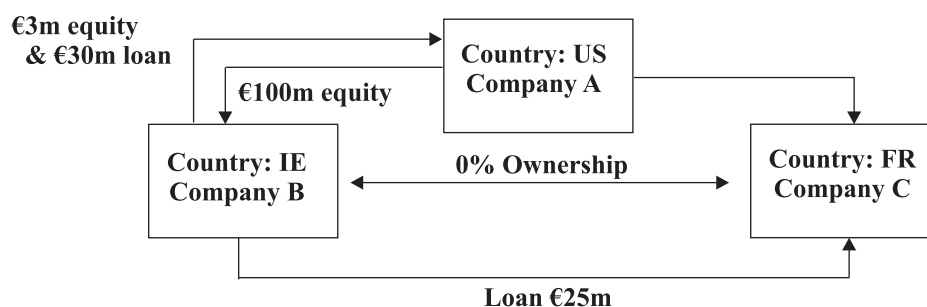 €3m equity
& €30m loan
Country: US
Company A
€100m equity
Country: IE
Company B
0% Ownership
Country: FR
Company C
Loan €25m